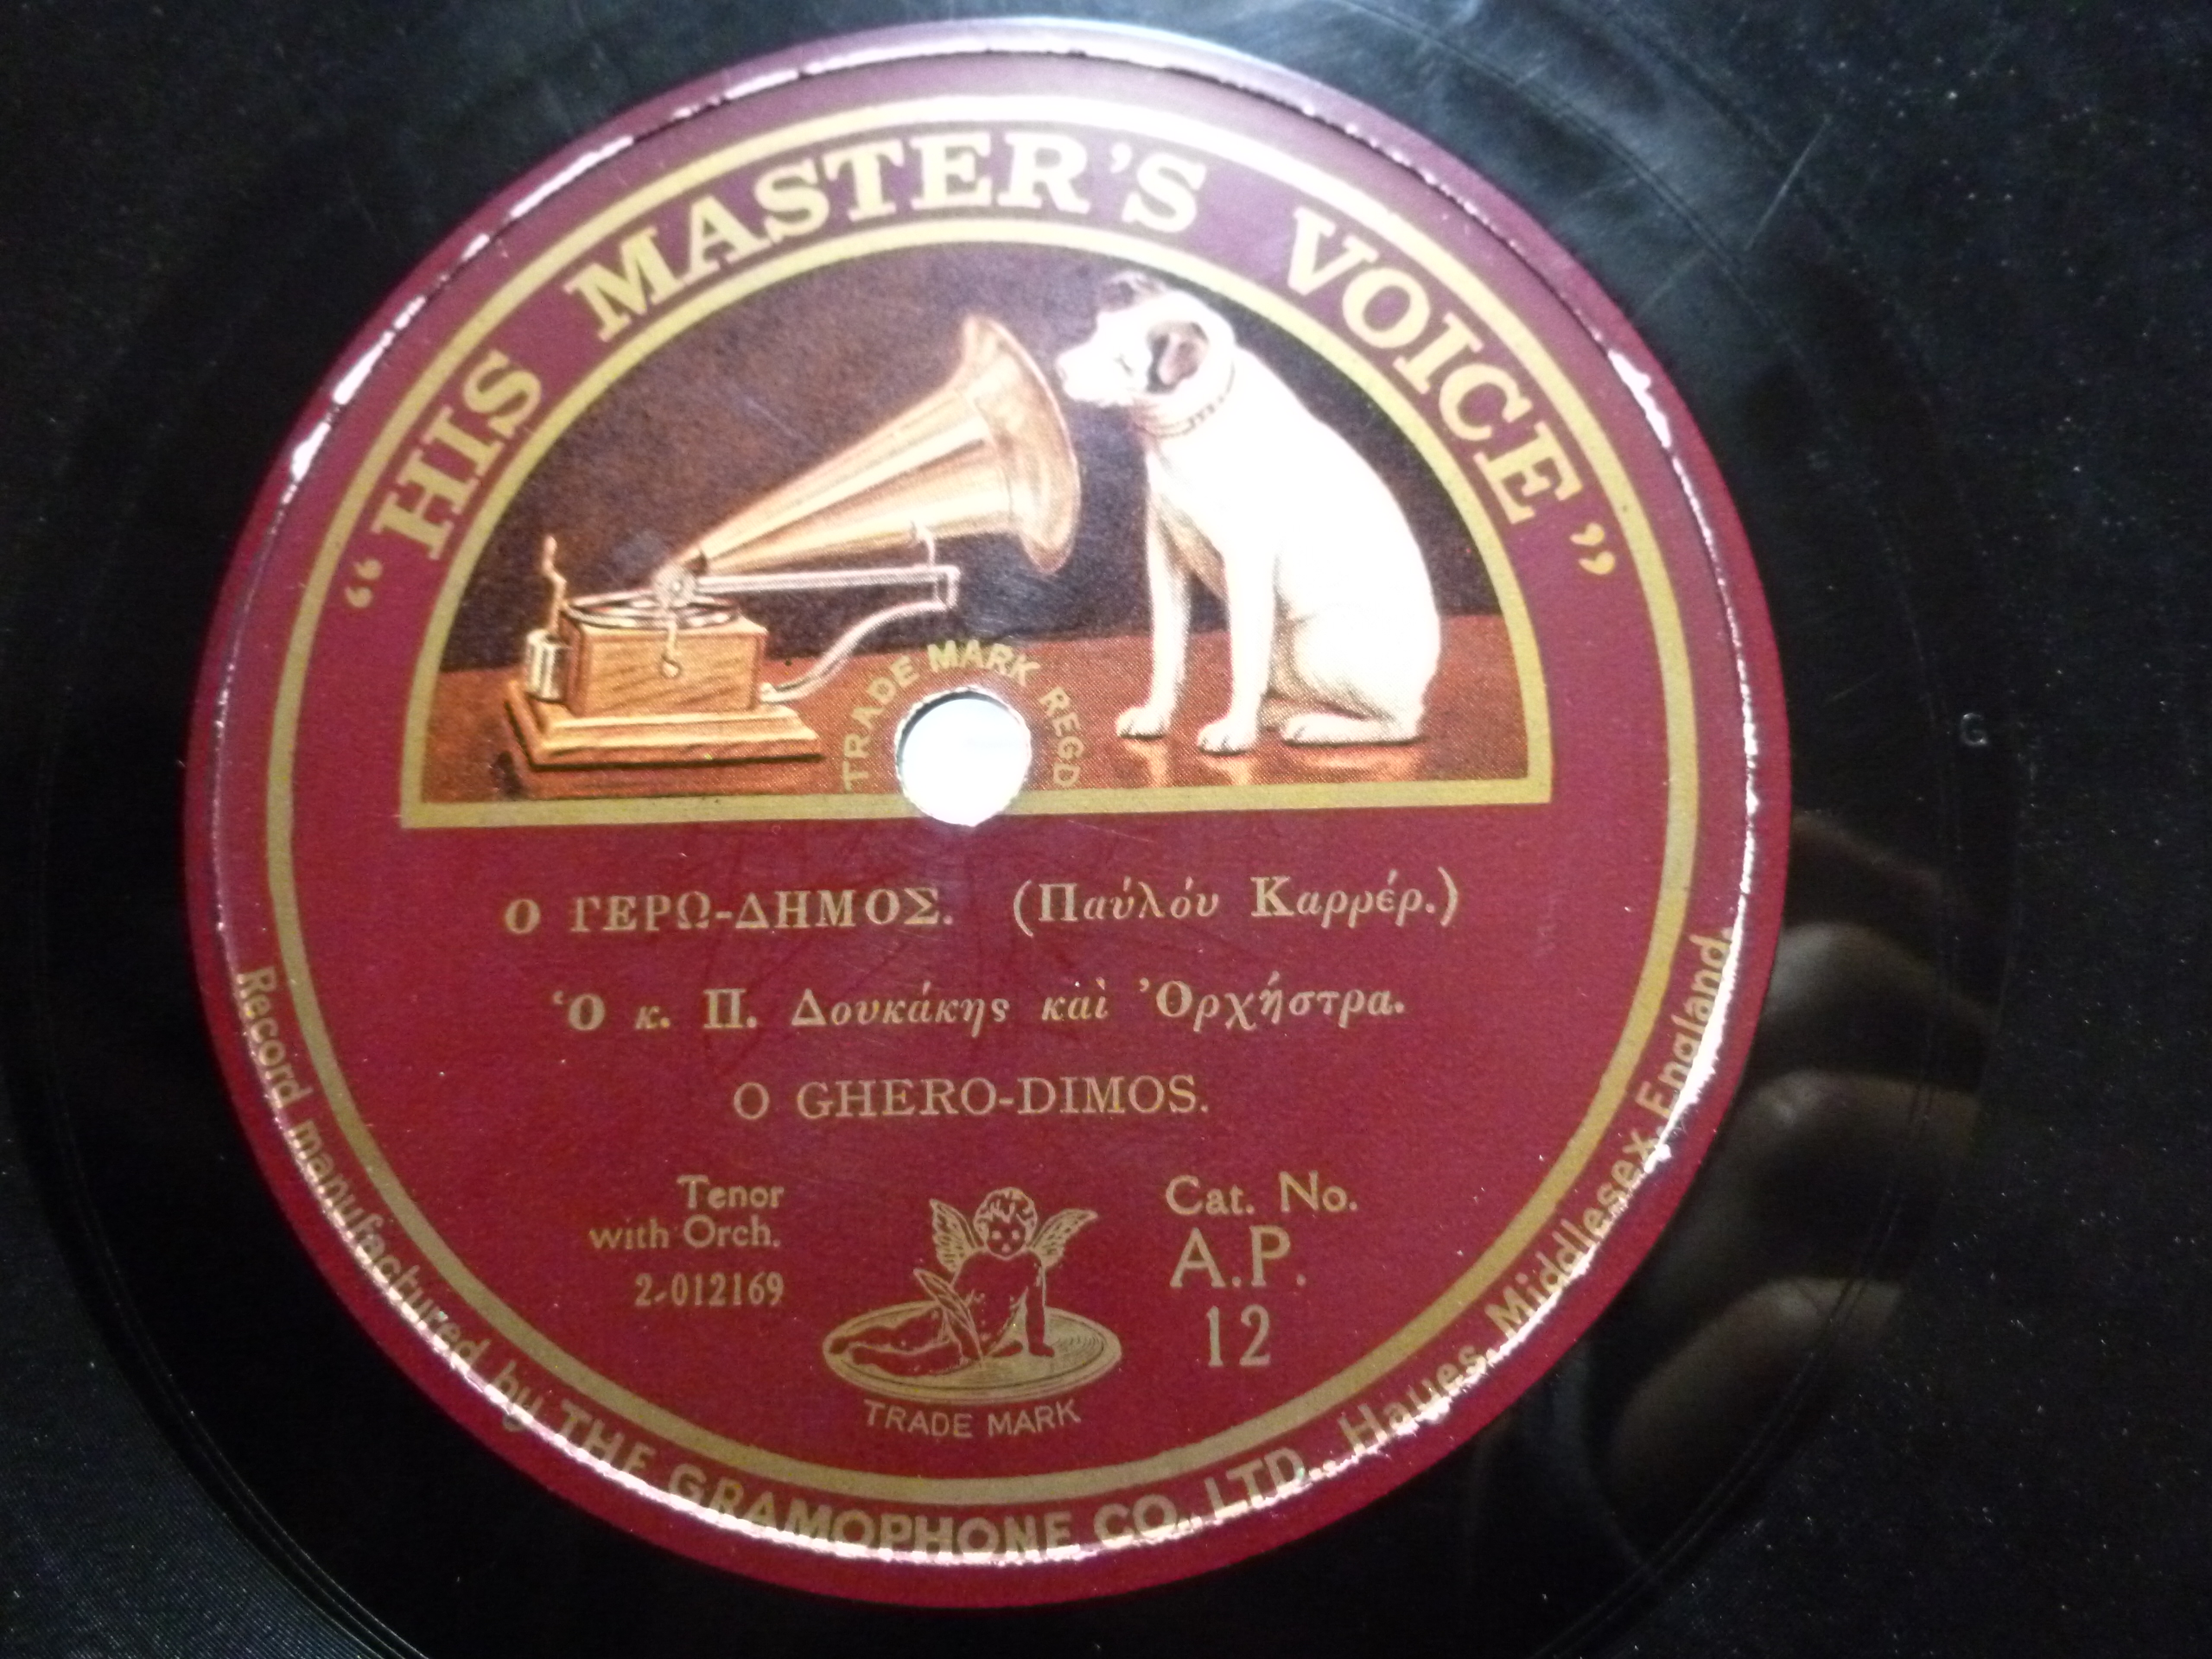 “HIS MASTER'S VOICE”
TRADE MARK REGD
Ο ΓΕΡΩ-ΔΗΜΟΣ. (Παύλόυ Καρρέρ.)
Ὁ κ. Π. Δουκάκης καὶ Ὀρχήστρα.
O GHERO-DIMOS.
Tenor
with Orch.
2-012169
Cat. No.
A.P.
12
TRADE MARK
Record manufactured by THE GRAMOPHONE CO., LTD., Hayes, Middlesex, England.
G